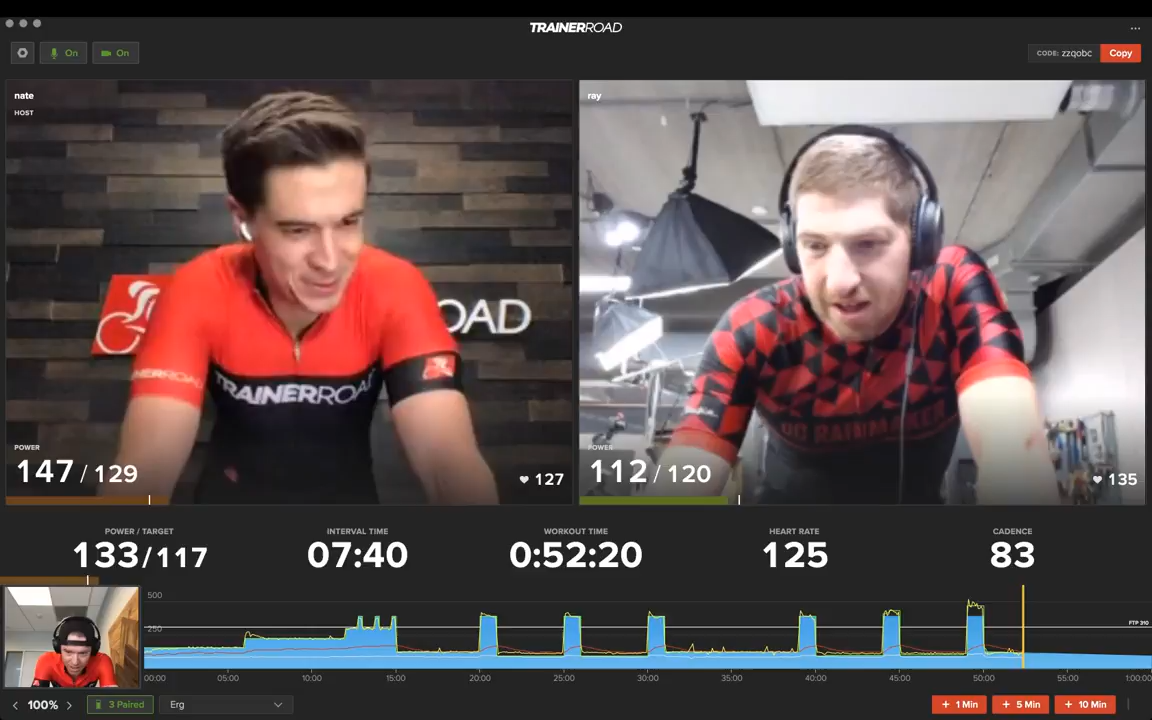 TRAINERROAD
On
On
CODE: zzqobc
Copy
nate
HOST
ROAD
TRAINERROAD
POWER
147 / 129
127
ray
DC RAINMAKER
POWER
112 / 120
135
POWER / TARGET
133/117
INTERVAL TIME
07:40
WORKOUT TIME
0:52:20
HEART RATE
125
CADENCE
83
500
250
FTP 310
00:00 05:00 10:00 15:00 20:00 25:00 30:00 35:00 40:00 45:00 50:00 55:00 1:00:00
100%
3 Paired
Erg
+ 1 Min
+ 5 Min
+ 10 Min